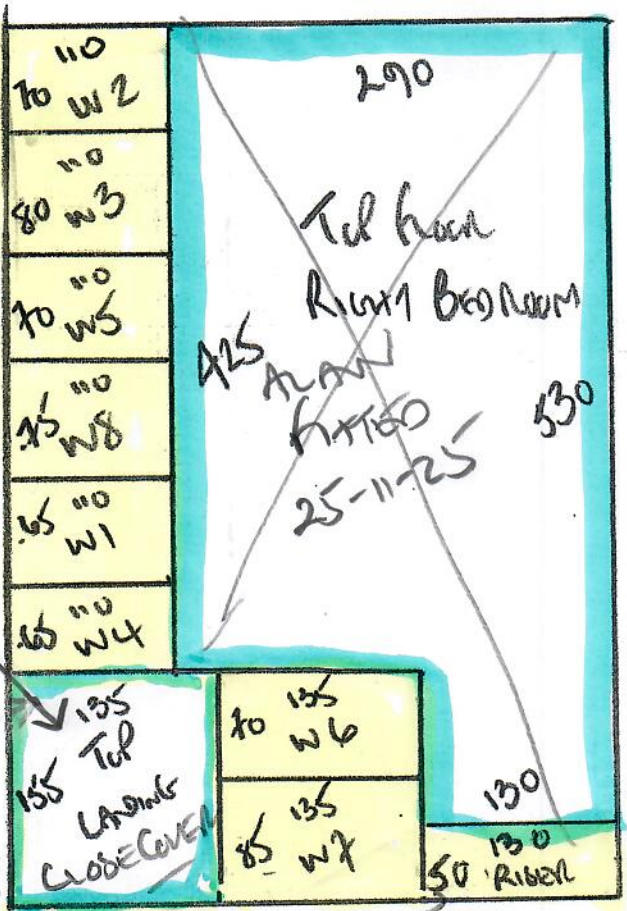 110
70 W2
110
80 W3
110
70 W5
110
75 W8
110
65 W1
110
65 W4
290
TOP FLOOR
RIGHT BEDROOM
425
530
ALAN
FITTED
25-11-25
130
135
155 TOP
LANDING
CLOSE COVER
135
70 W6
135
85 W7
130
50 RISER